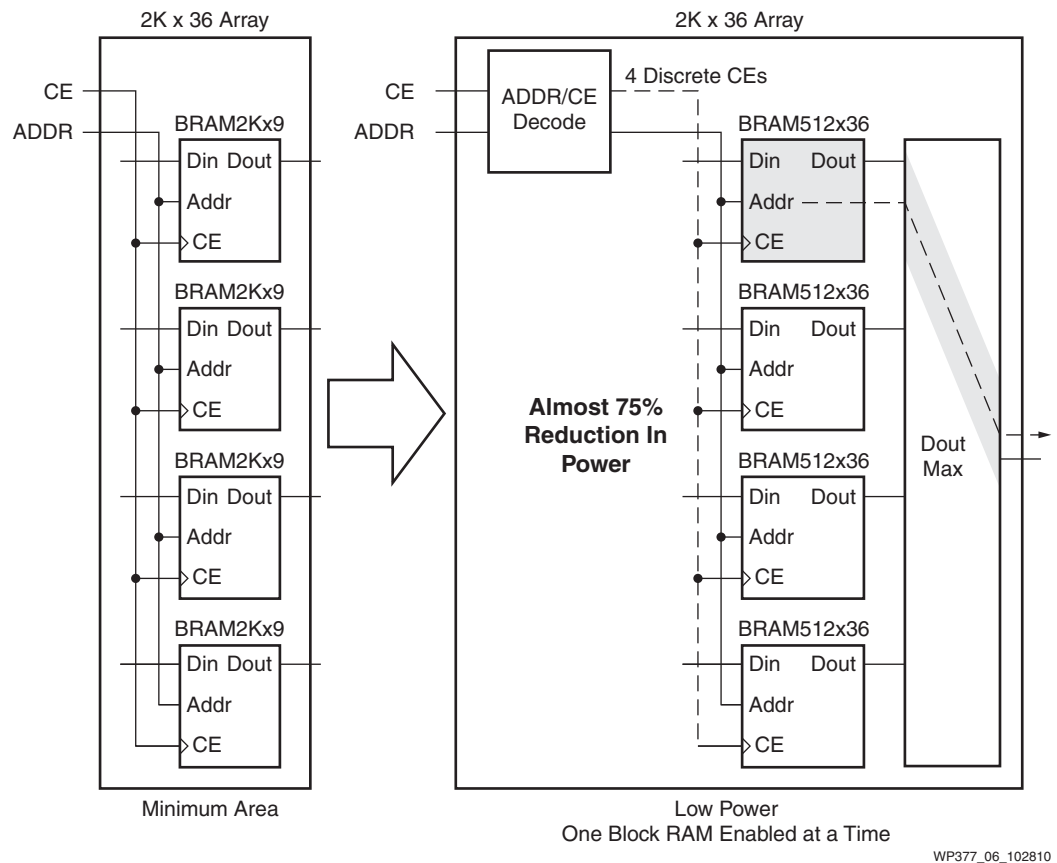 2K x 36 Array
CE
ADDR
BRAM2Kx9
Din Dout
Addr
CE
BRAM2Kx9
Din Dout
Addr
CE
BRAM2Kx9
Din Dout
Addr
CE
BRAM2Kx9
Din Dout
Addr
CE
Minimum Area
2K x 36 Array
CE
ADDR
ADDR/CE
Decode
4 Discrete CEs
BRAM512x36
Din Dout
Addr
CE
BRAM512x36
Din Dout
Addr
CE
Almost 75%
Reduction In
Power
BRAM512x36
Din Dout
Addr
CE
BRAM512x36
Din Dout
Addr
CE
Dout
Max
Low Power
One Block RAM Enabled at a Time
WP377_06_102810